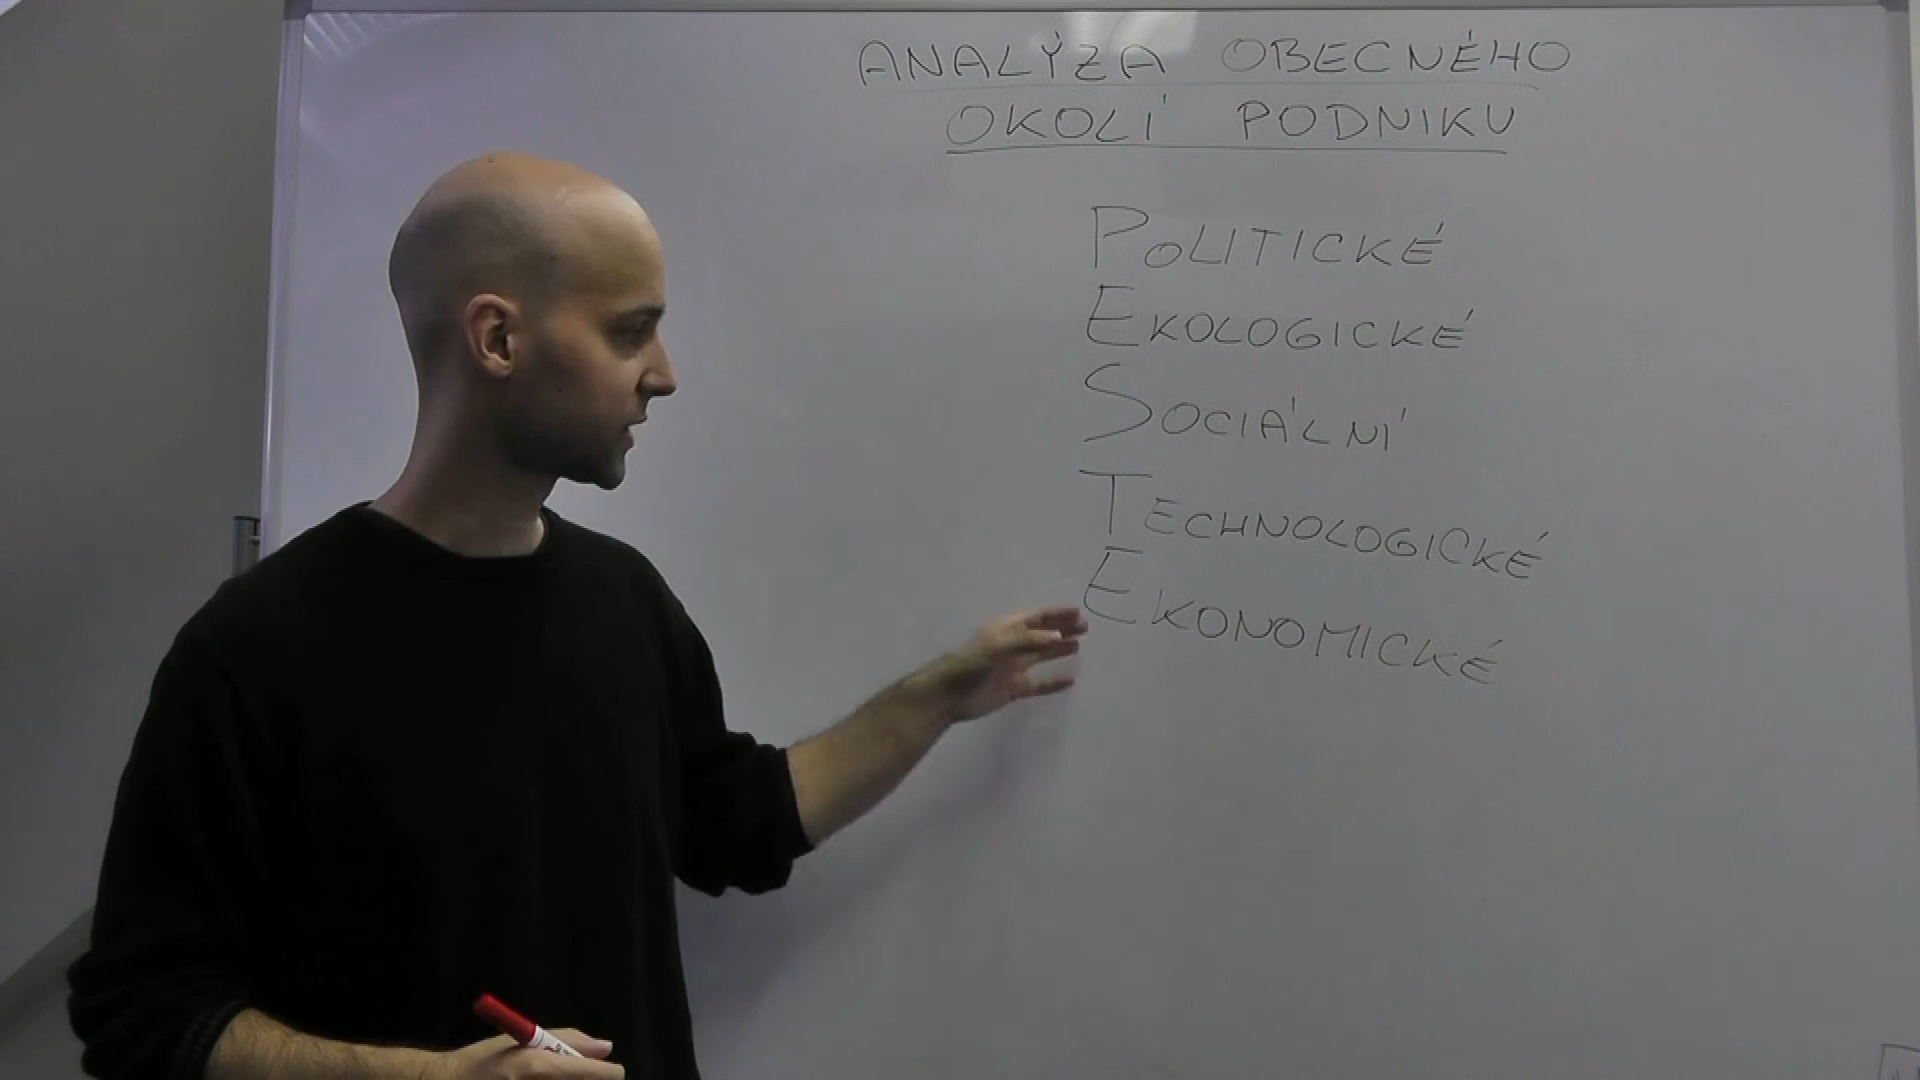 ANALÝZA OBECNÉHO
OKOLÍ PODNIKU
POLITICKÉ
EKOLOGICKÉ
SOCIÁLNÍ
TECHNOLOGICKÉ
EKONOMICKÉ